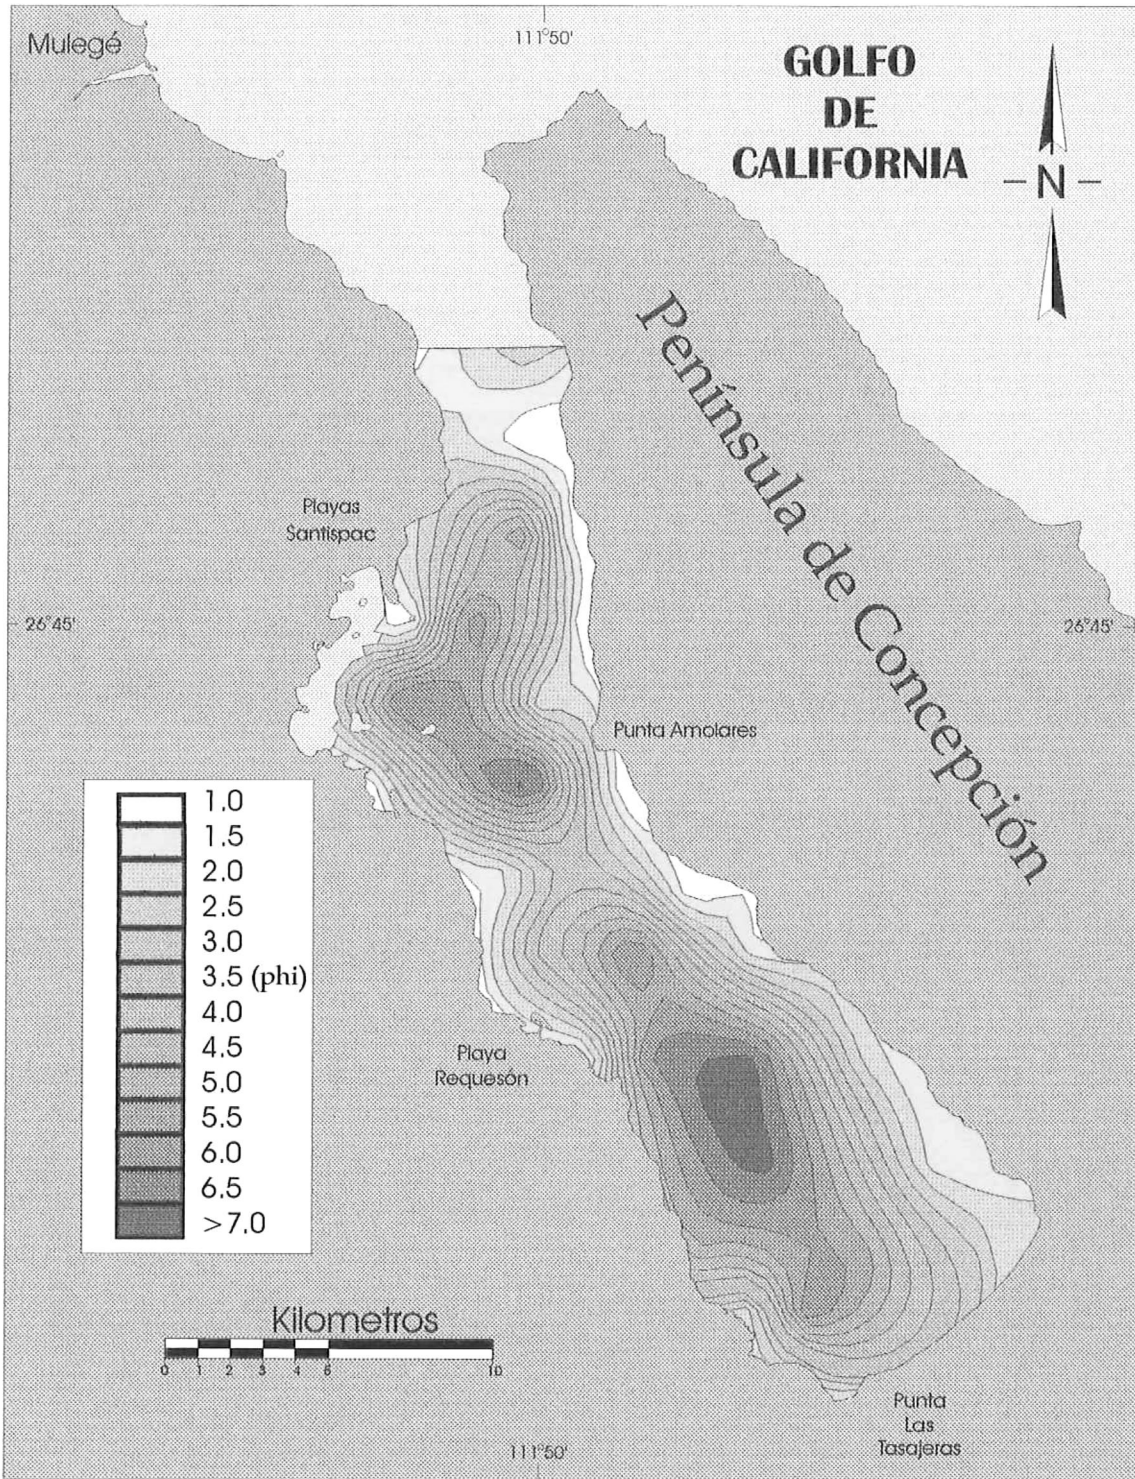 Mulegé
111°50'
GOLFO
DE
CALIFORNIA
N
Península de Concepción
Playas
Santispac
26°45'
26°45'
Punta Amolares
1.0
1.5
2.0
2.5
3.0
3.5 (phi)
4.0
4.5
5.0
5.5
6.0
6.5
>7.0
Playa
Requesón
Kilometros
0 1 2 3 4 5 10
Punta
Las
Tasajeras
111°50'